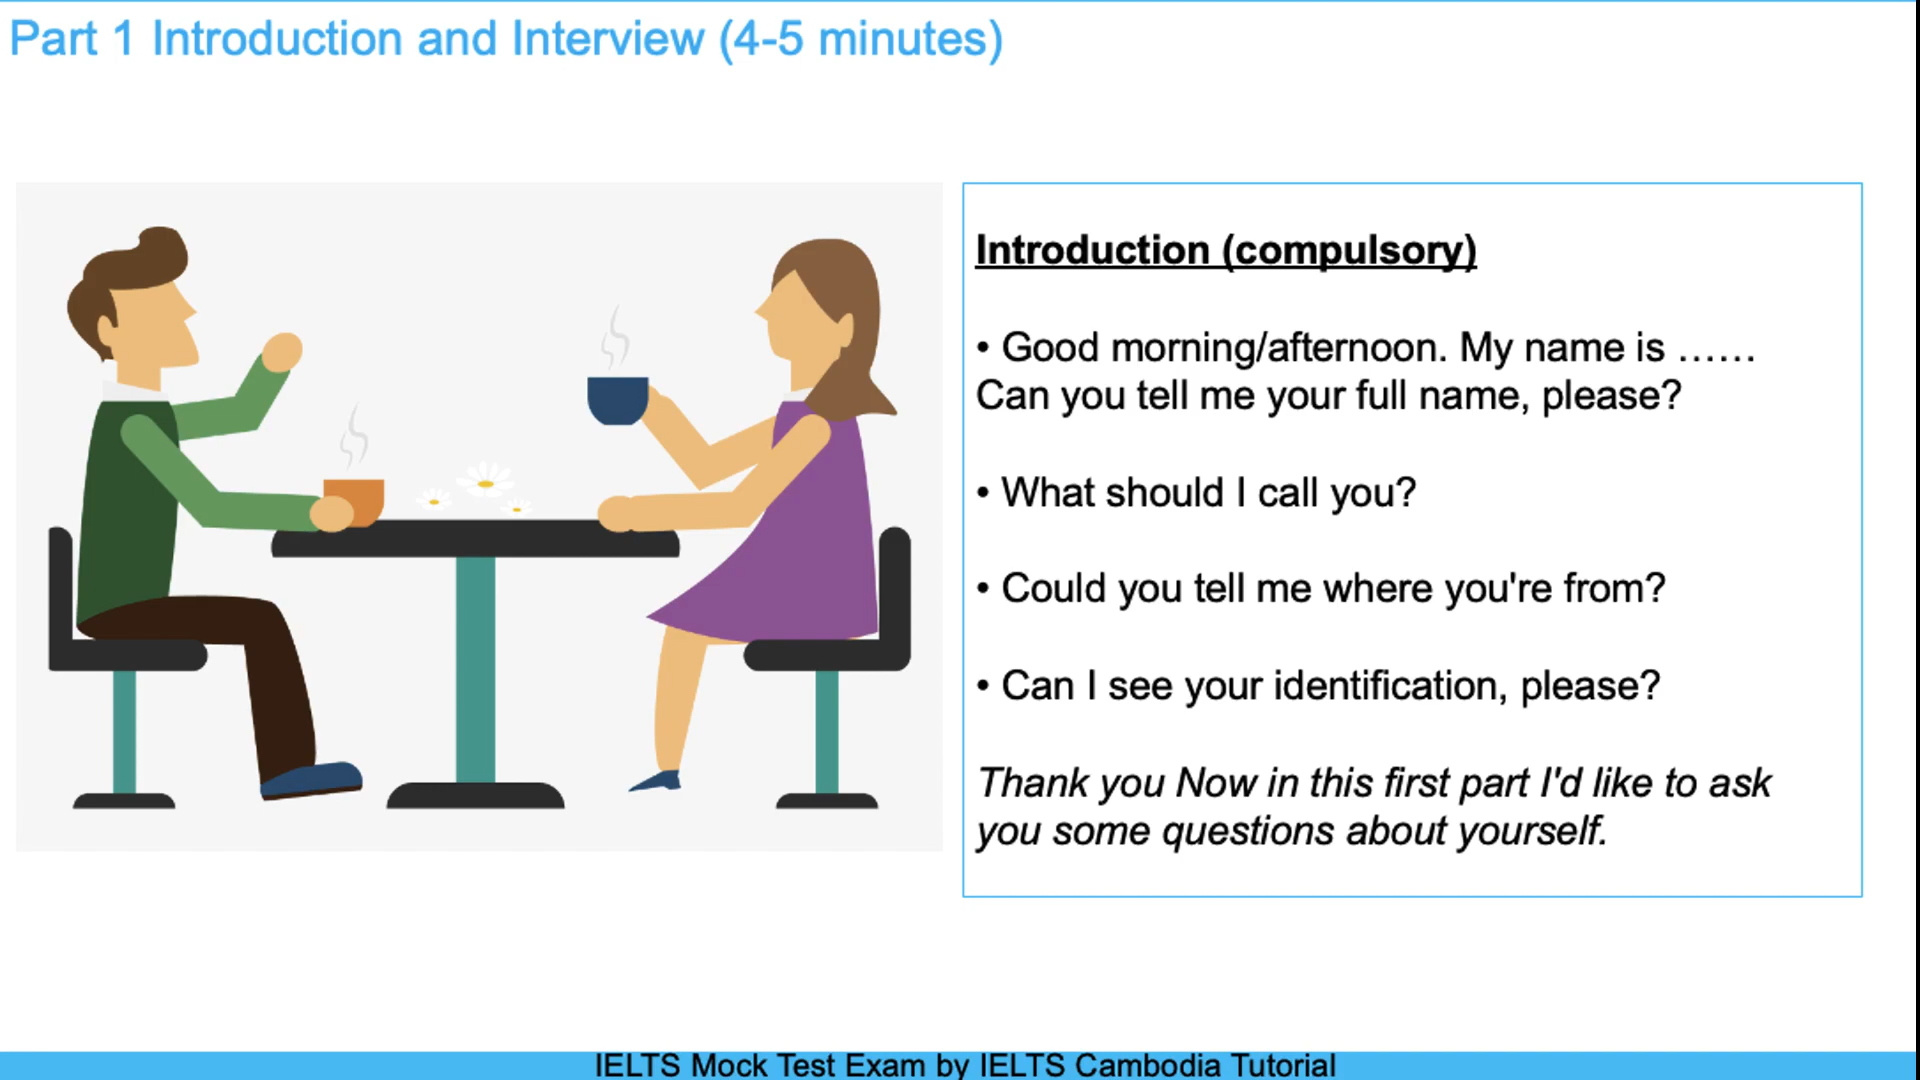 Part 1 Introduction and Interview (4-5 minutes)
Introduction (compulsory)
• Good morning/afternoon. My name is ……
Can you tell me your full name, please?
• What should I call you?
• Could you tell me where you're from?
• Can I see your identification, please?
Thank you Now in this first part I'd like to ask
you some questions about yourself.
IELTS Mock Test Exam by IELTS Cambodia Tutorial